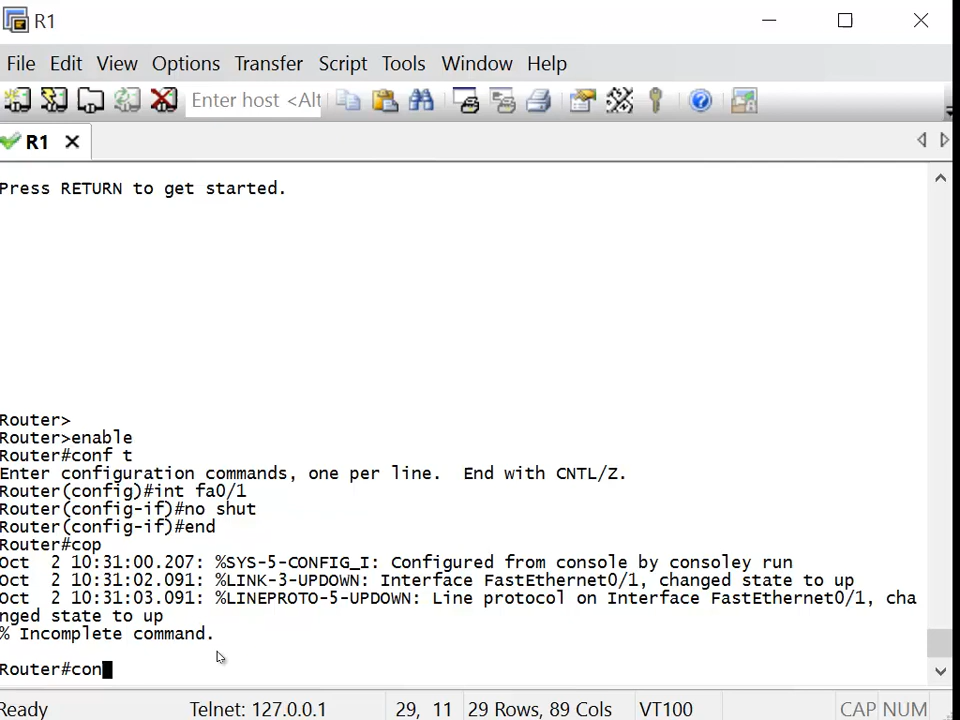 R1
File Edit View Options Transfer Script Tools Window Help
Enter host <Alt
R1
Press RETURN to get started.
Router>
Router>enable
Router#conf t
Enter configuration commands, one per line.  End with CNTL/Z.
Router(config)#int fa0/1
Router(config-if)#no shut
Router(config-if)#end
Router#cop
Oct  2 10:31:00.207: %SYS-5-CONFIG_I: Configured from console by consoley run
Oct  2 10:31:02.091: %LINK-3-UPDOWN: Interface FastEthernet0/1, changed state to up
Oct  2 10:31:03.091: %LINEPROTO-5-UPDOWN: Line protocol on Interface FastEthernet0/1, cha
nged state to up
% Incomplete command.
Router#con
Ready Telnet: 127.0.0.1 29, 11 29 Rows, 89 Cols VT100 CAP NUM